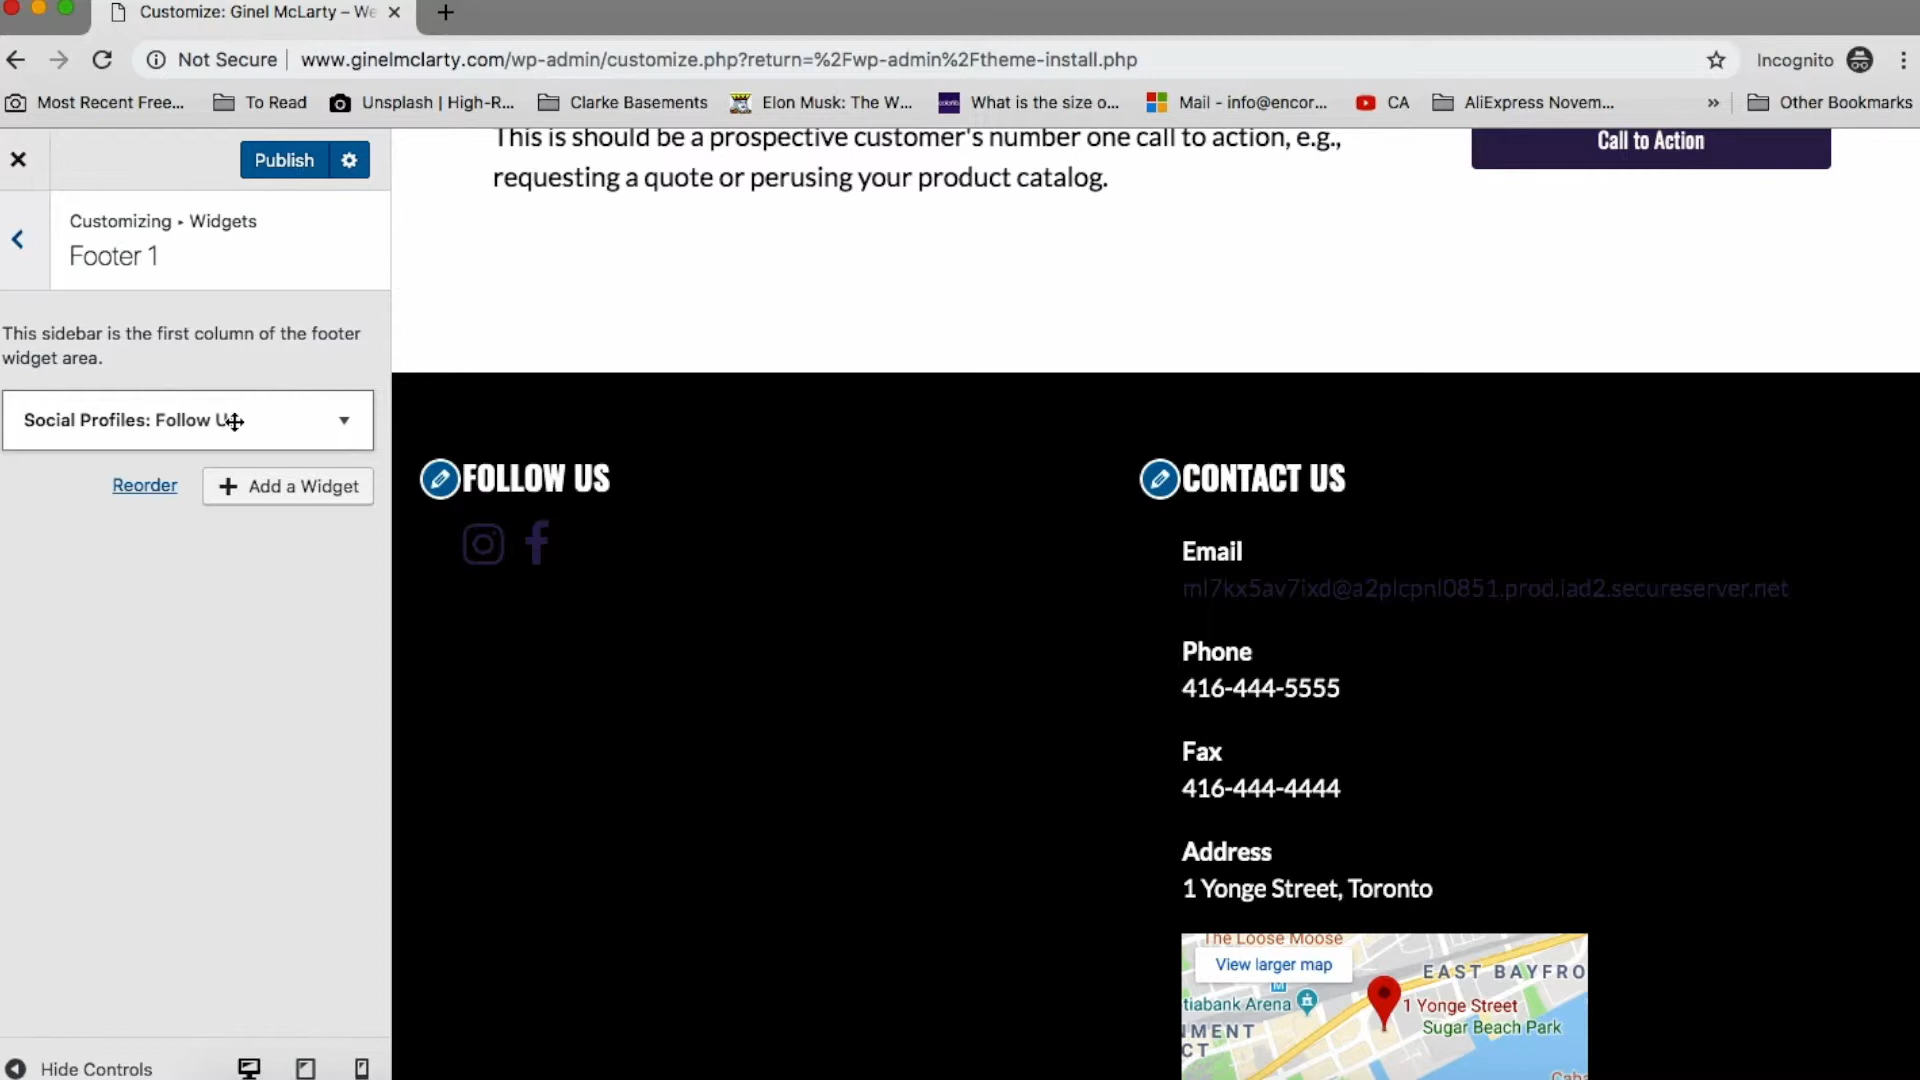 Customize: Ginel McLarty – We
Not Secure
www.ginelmclarty.com/wp-admin/customize.php?return=%2Fwp-admin%2Ftheme-install.php
Incognito
Most Recent Free...
To Read
Unsplash | High-R...
Clarke Basements
Elon Musk: The W...
What is the size o...
Mail - info@encor...
CA
AliExpress Novem...
»
Other Bookmarks
Publish
Customizing ▸ Widgets
Footer 1
This sidebar is the first column of the footer
widget area.
Social Profiles: Follow U
Reorder
Add a Widget
Hide Controls
This is should be a prospective customer's number one call to action, e.g.,
requesting a quote or perusing your product catalog.
Call to Action
FOLLOW US
CONTACT US
Email
ml7kx5av7ixd@a2plcpnl0851.prod.iad2.secureserver.net
Phone
416-444-5555
Fax
416-444-4444
Address
1 Yonge Street, Toronto
The Loose Moose
View larger map
EAST BAYFRO
tiabank Arena
1 Yonge Street
Sugar Beach Park
NMENT
CT